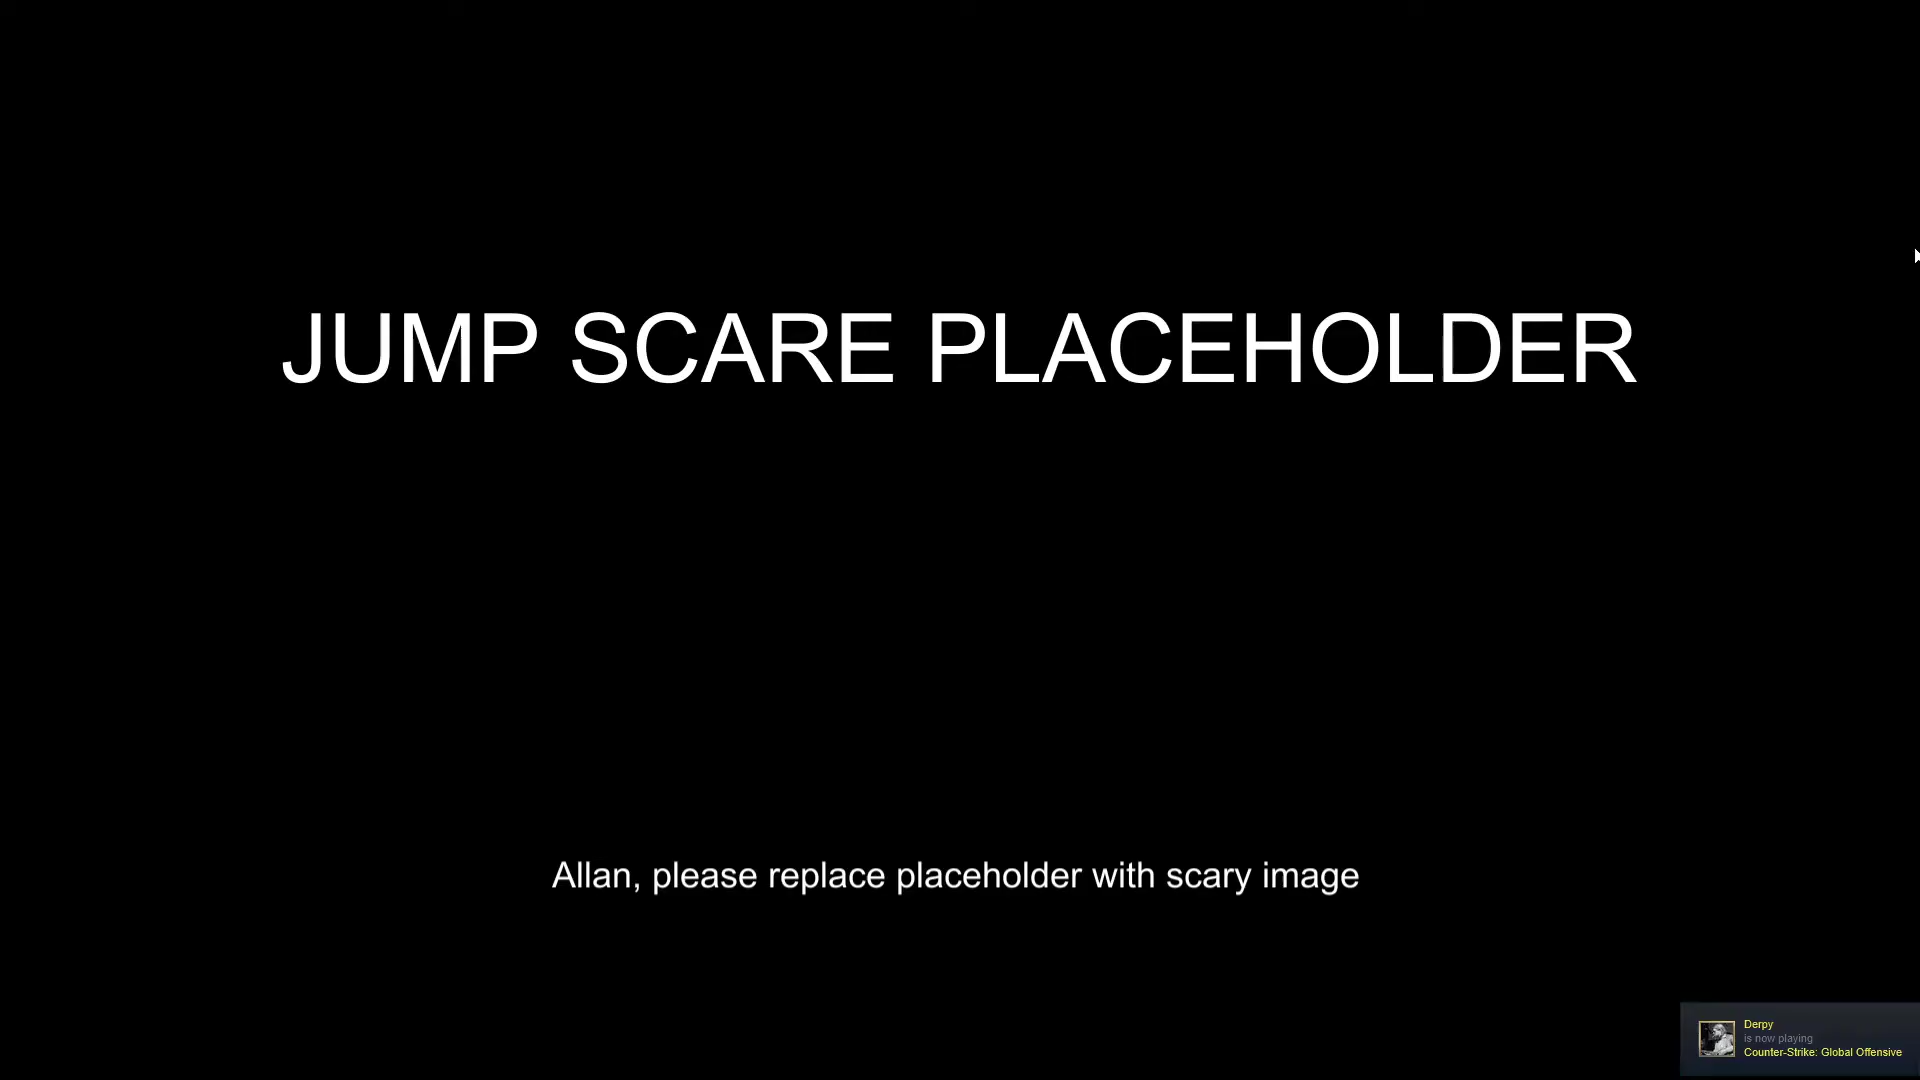 JUMP SCARE PLACEHOLDER
Allan, please replace placeholder with scary image
Derpy
is now playing
Counter-Strike: Global Offensive